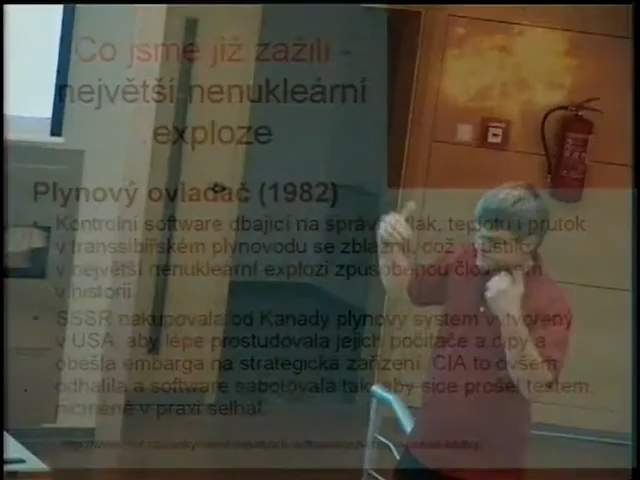 Co jsme již zažili -
největší nenukleární
exploze
Plynový ovladač (1982)
Kontrolní software dbající na správ tlak, teplotu i průtok
v transsibiřském plynovodu se zbláznil, což
v největší nenukleární explozi způsobenou člověkem
v historii
SSSR nakupovala od Kanady plynový systém vytvořený
v USA, aby lépe prostudovala jejich počítače a čipy a
obešla embarga na strategická zařízení. CIA to ovšem
odhalila a software sabotovala tak, aby sice prošel testem,
nicméně v praxi selhal.